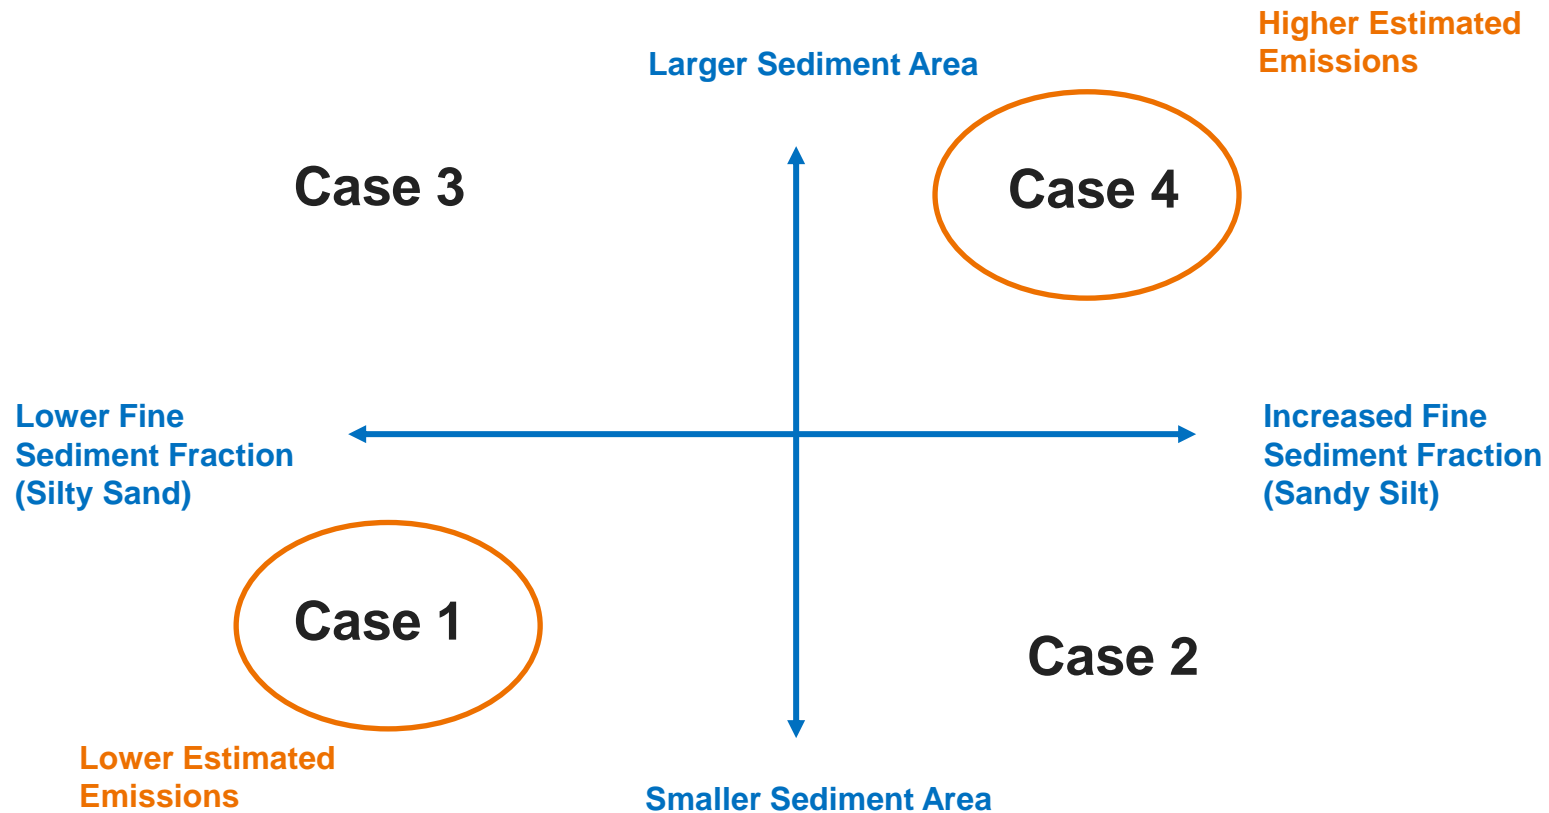 Higher Estimated
Emissions
Larger Sediment Area
Case 3
Case 4
Lower Fine
Sediment Fraction
(Silty Sand)
Increased Fine
Sediment Fraction
(Sandy Silt)
Case 1
Case 2
Lower Estimated
Emissions
Smaller Sediment Area